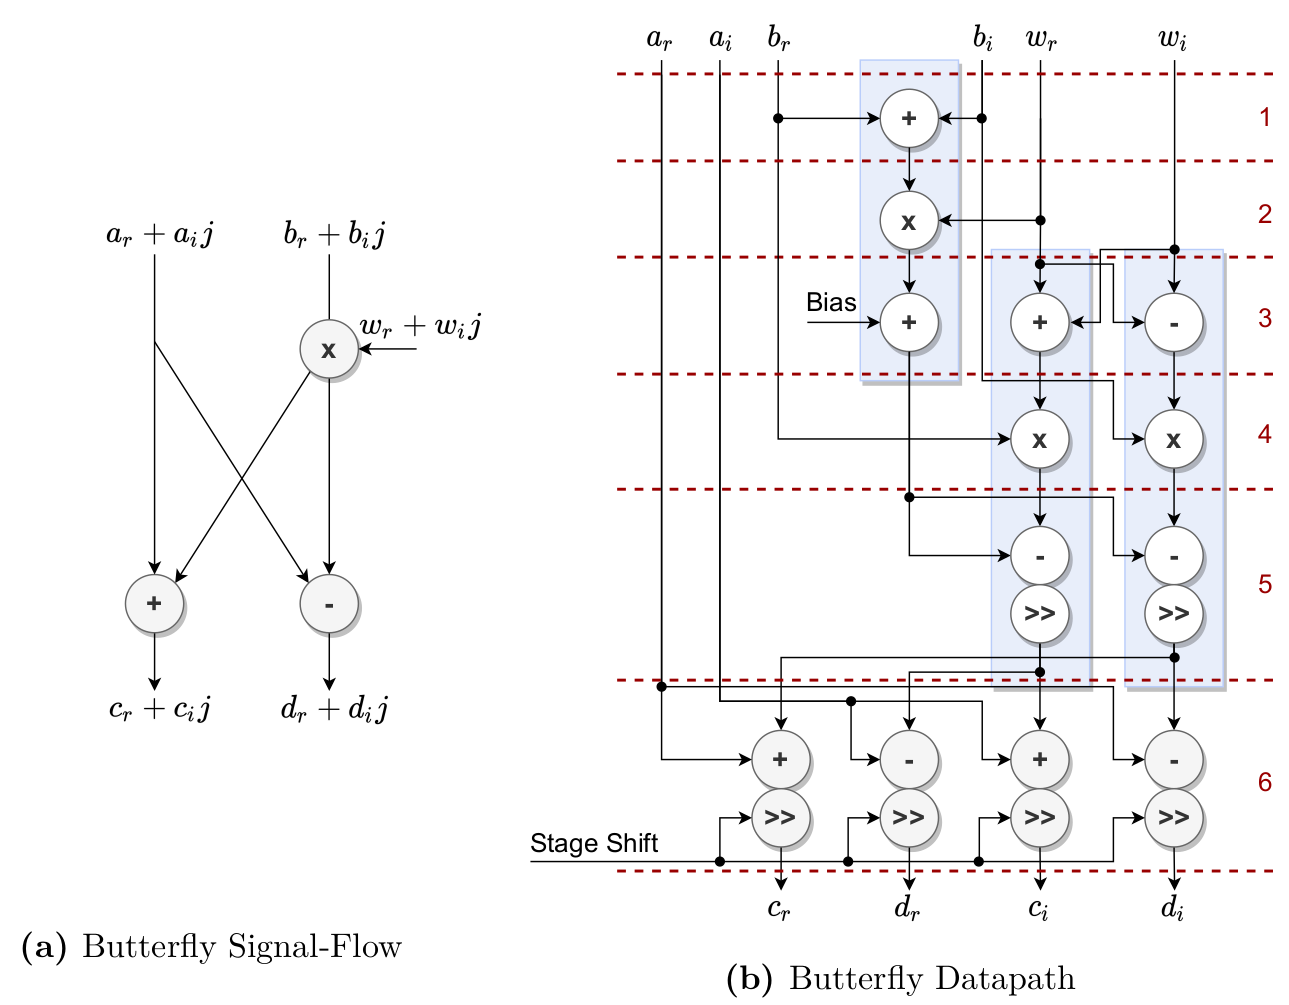 a_r a_i b_r b_i w_r w_i
+ 1
x 2
Bias + + - 3
x x 4
- -
>> >> 5
+ - + - 6
>> >> >> >>
Stage Shift
c_r d_r c_i d_i
a_r + a_i j b_r + b_i j
w_r + w_i j
x
+ -
c_r + c_i j d_r + d_i j
(a) Butterfly Signal-Flow
(b) Butterfly Datapath